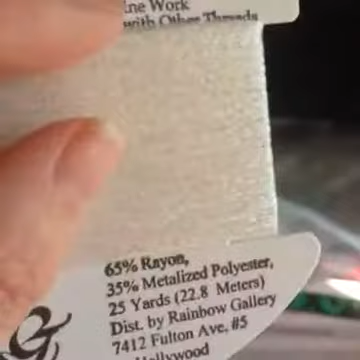 ine Work
with Other Threads
65% Rayon,
35% Metalized Polyester,
25 Yards (22.8 Meters)
Dist. by Rainbow Gallery
7412 Fulton Ave. #5
Hollywood
&